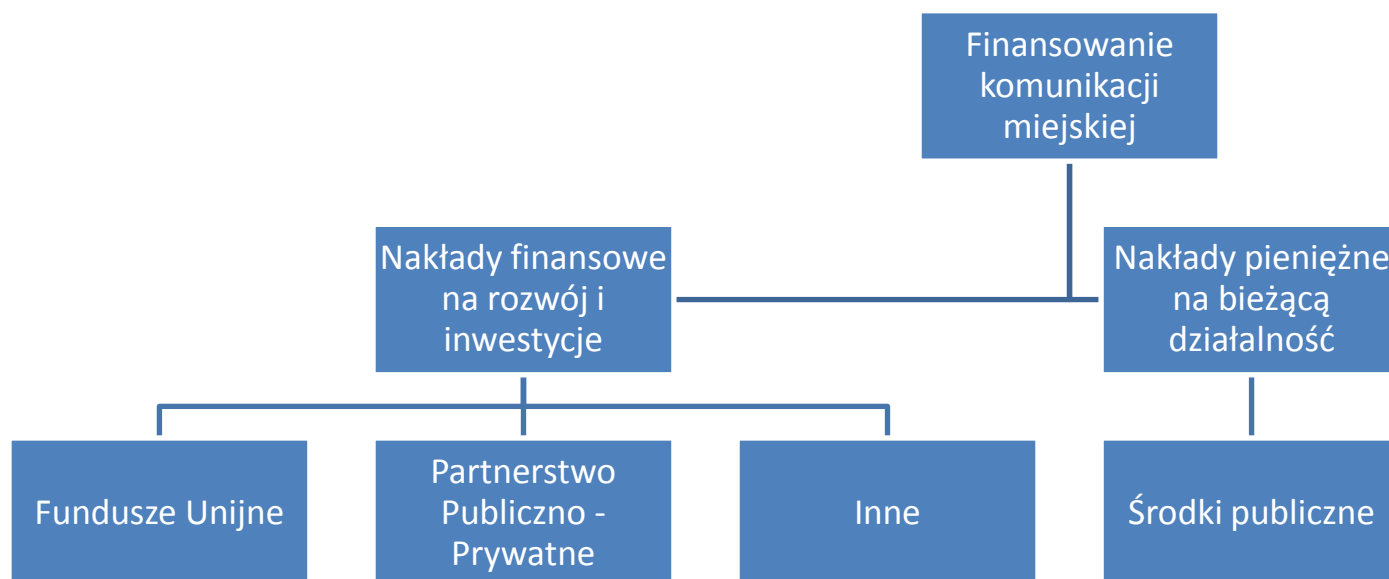 Finansowanie
komunikacji
miejskiej
Nakłady finansowe
na rozwój i
inwestycje
Nakłady pieniężne
na bieżącą
działalność
Fundusze Unijne
Partnerstwo
Publiczno -
Prywatne
Inne
Środki publiczne